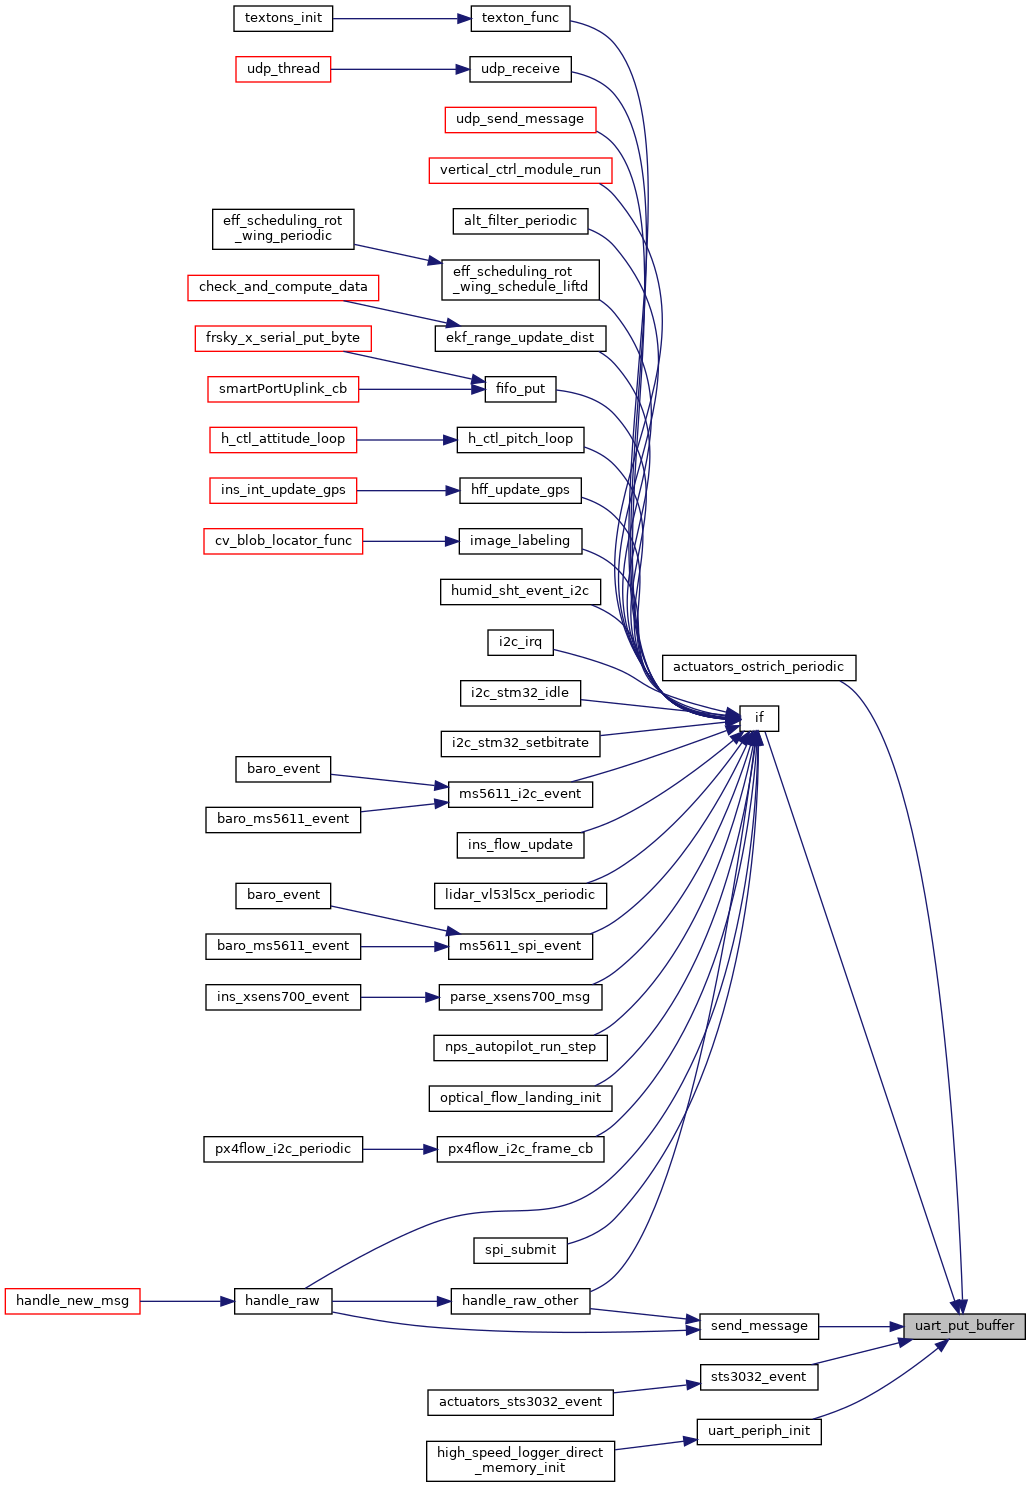 textons_init
texton_func
udp_thread
udp_receive
udp_send_message
vertical_ctrl_module_run
alt_filter_periodic
eff_scheduling_rot
_wing_periodic
eff_scheduling_rot
_wing_schedule_liftd
check_and_compute_data
ekf_range_update_dist
frsky_x_serial_put_byte
smartPortUplink_cb
fifo_put
h_ctl_attitude_loop
h_ctl_pitch_loop
ins_int_update_gps
hff_update_gps
cv_blob_locator_func
image_labeling
humid_sht_event_i2c
i2c_irq
actuators_ostrich_periodic
i2c_stm32_idle
if
i2c_stm32_setbitrate
baro_event
ms5611_i2c_event
baro_ms5611_event
ins_flow_update
baro_event
lidar_vl53l5cx_periodic
baro_ms5611_event
ms5611_spi_event
ins_xsens700_event
parse_xsens700_msg
nps_autopilot_run_step
optical_flow_landing_init
px4flow_i2c_periodic
px4flow_i2c_frame_cb
spi_submit
handle_new_msg
handle_raw
handle_raw_other
send_message
uart_put_buffer
sts3032_event
actuators_sts3032_event
uart_periph_init
high_speed_logger_direct
_memory_init